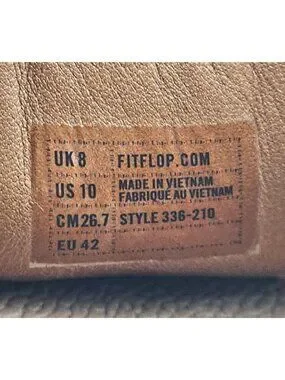 UK 8
US 10
CM 26.7
EU 42
FITFLOP.COM
MADE IN VIETNAM
FABRIQUE AU VIETNAM
STYLE 336-210